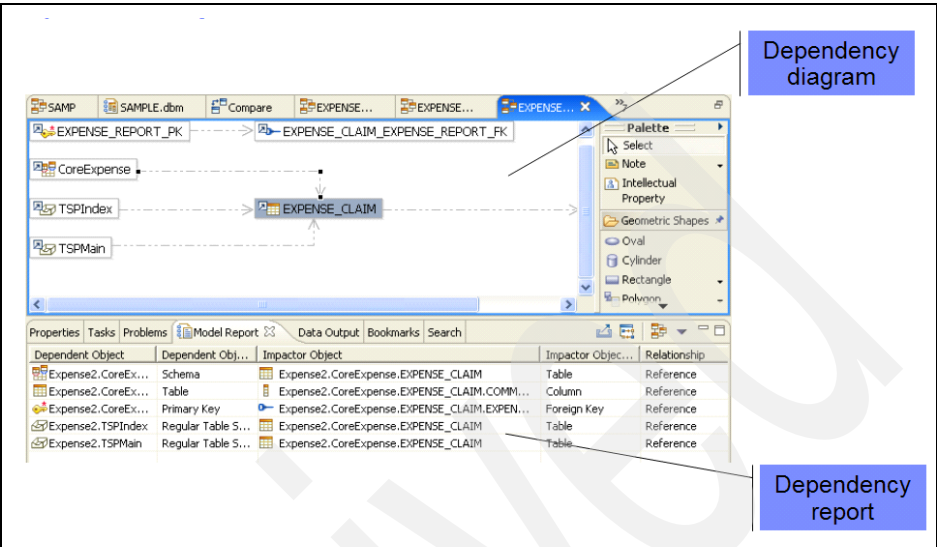 Dependency
diagram
SAMP SAMPLE.dbm Compare EXPENSE... EXPENSE... EXPENSE... X
EXPENSE_REPORT_PK EXPENSE_CLAIM_EXPENSE_REPORT_FK
CoreExpense
TSPIndex EXPENSE_CLAIM
TSPMain
Palette
Select
Note
Intellectual
Property
Geometric Shapes
Oval
Cylinder
Rectangle
Polygon
Properties Tasks Problems Model Report Data Output Bookmarks Search
Dependent Object Dependent Obj... Impactor Object Impactor Objec... Relationship
Expense2.CoreEx... Schema Expense2.CoreExpense.EXPENSE_CLAIM Table Reference
Expense2.CoreEx... Table Expense2.CoreExpense.EXPENSE_CLAIM.COMM... Column Reference
Expense2.CoreEx... Primary Key Expense2.CoreExpense.EXPENSE_CLAIM.EXPEN... Foreign Key Reference
Expense2.TSPIndex Regular Table S... Expense2.CoreExpense.EXPENSE_CLAIM Table Reference
Expense2.TSPMain Regular Table S... Expense2.CoreExpense.EXPENSE_CLAIM Table Reference
Dependency
report